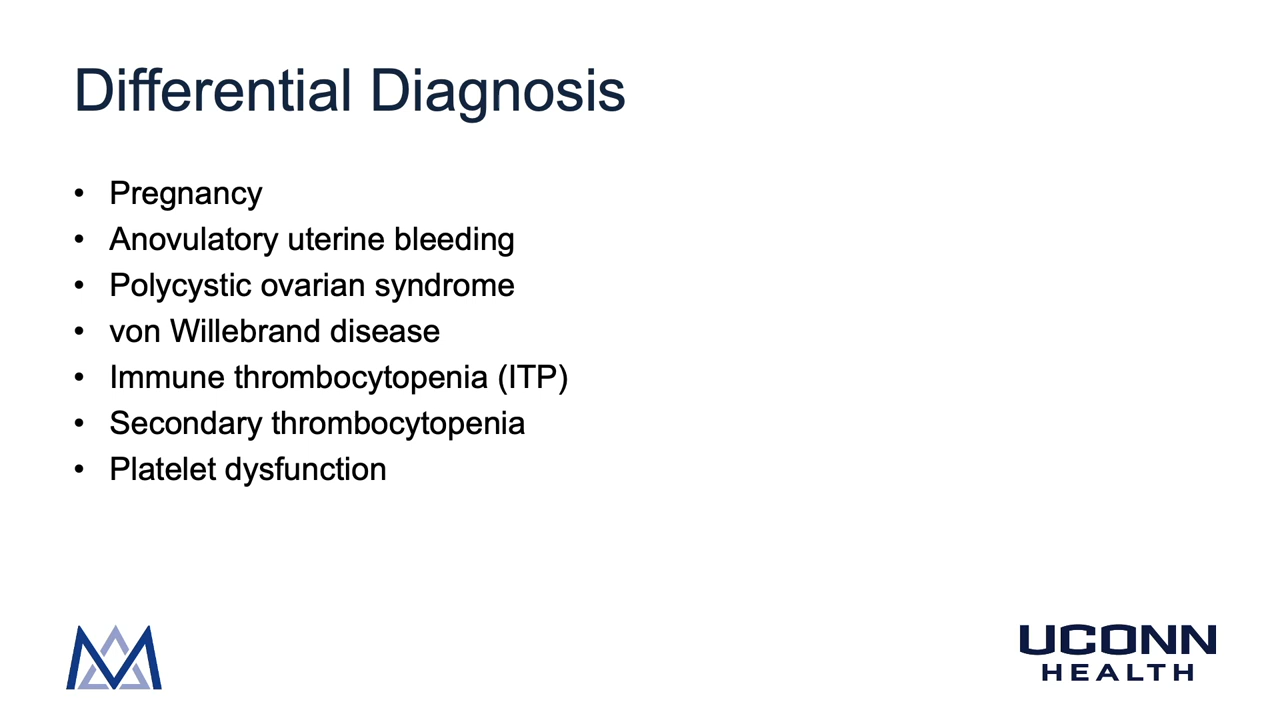 Differential Diagnosis
• Pregnancy
• Anovulatory uterine bleeding
• Polycystic ovarian syndrome
• von Willebrand disease
• Immune thrombocytopenia (ITP)
• Secondary thrombocytopenia
• Platelet dysfunction
UCONN
HEALTH